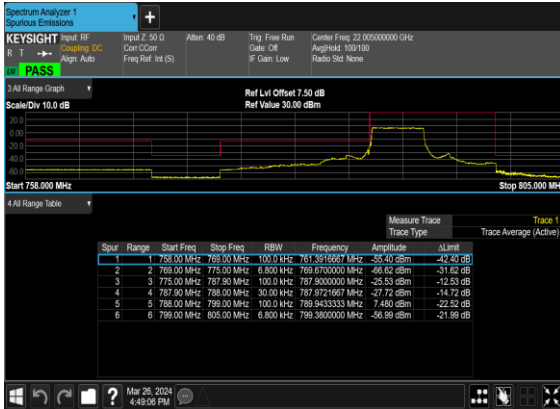 Spectrum Analyzer 1
Spurious Emissions
KEYSIGHT Input: RF Input Z: 50 Ω Atten: 40 dB Trig: Free Run Center Freq: 22.005000000 GHz
R T Coupling: DC Corr CCorr Gate: Off Avg|Hold: 100/100
Align: Auto Freq Ref: Int (S) IF Gain: Low Radio Std: None
PASS
3 All Range Graph Ref Lvl Offset 7.50 dB
Scale/Div 10.0 dB Ref Value 30.00 dBm
20.0
0.00
-20.0
-40.0
-60.0
Start 758.000 MHz Stop 805.000 MH
4 All Range Table
Measure Trace Trace 1
Trace Type Trace Average (Active)
Spur Range Start Freq Stop Freq RBW Frequency Amplitude ΔLimit
1 1 758.00 MHz 769.00 MHz 100.0 kHz 761.3916667 MHz -55.40 dBm -42.40 dB
2 2 769.00 MHz 775.00 MHz 6.800 kHz 769.6700000 MHz -66.62 dBm -31.62 dB
3 3 775.00 MHz 787.90 MHz 100.0 kHz 787.9000000 MHz -25.53 dBm -12.53 dB
4 4 787.90 MHz 788.00 MHz 30.00 kHz 787.9721667 MHz -27.72 dBm -14.72 dB
5 5 788.00 MHz 799.00 MHz 100.0 kHz 789.9433333 MHz 7.480 dBm -22.52 dB
6 6 799.00 MHz 805.00 MHz 6.800 kHz 799.3800000 MHz -56.99 dBm -21.99 dB
Mar 26, 2024
4:49:06 PM